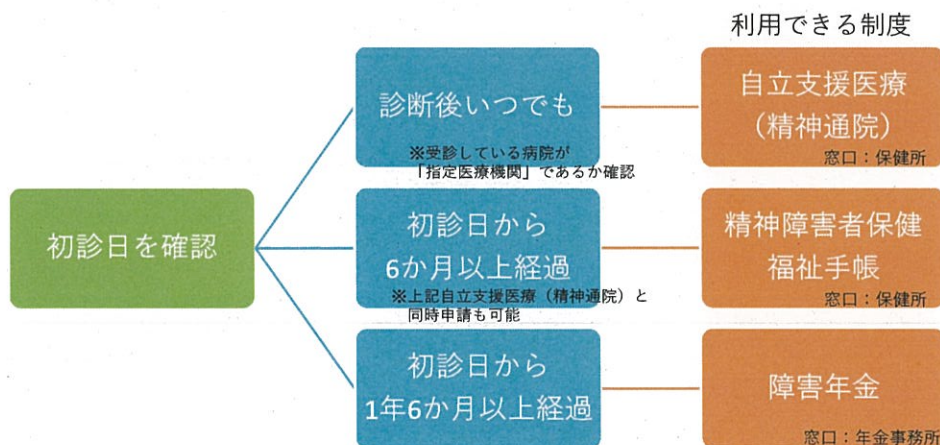 利用できる制度
初診日を確認
診断後いつでも
※受診している病院が
「指定医療機関」であるか確認
自立支援医療
（精神通院）
窓口：保健所
初診日から
6か月以上経過
※上記自立支援医療（精神通院）と
同時申請も可能
精神障害者保健
福祉手帳
窓口：保健所
初診日から
1年6か月以上経過
障害年金
窓口：年金事務所